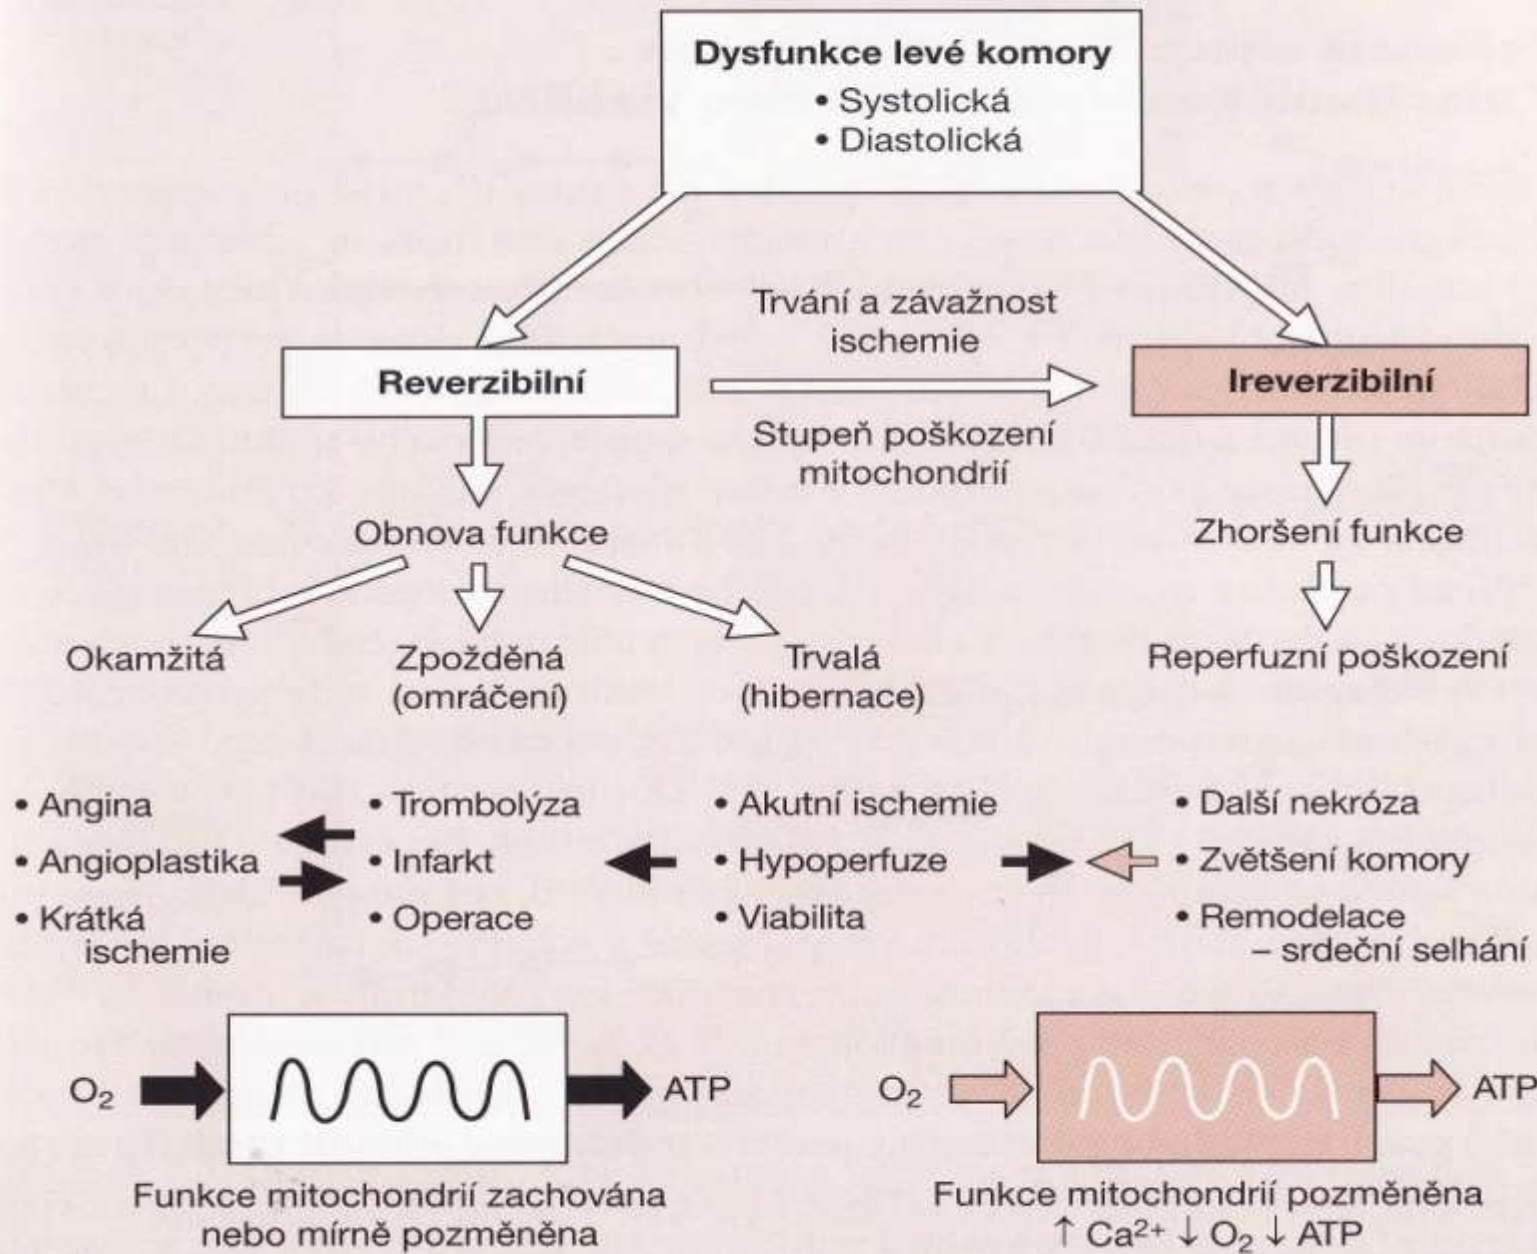 Dysfunkce levé komory
• Systolická
• Diastolická
Trvání a závažnost
ischemie
Reverzibilní
Ireverzibilní
Stupeň poškození
mitochondrií
Obnova funkce
Zhoršení funkce
Okamžitá
Zpožděná
(omráčení)
Trvalá
(hibernace)
Reperfuzní poškození
• Angina
• Angioplastika
• Krátká
ischemie
• Trombolýza
• Infarkt
• Operace
• Akutní ischemie
• Hypoperfuze
• Viabilita
• Další nekróza
• Zvětšení komory
• Remodelace
– srdeční selhání
O₂
ATP
Funkce mitochondrií zachována
nebo mírně pozměněna
O₂
ATP
Funkce mitochondrií pozměněna
↑ Ca²⁺ ↓ O₂ ↓ ATP